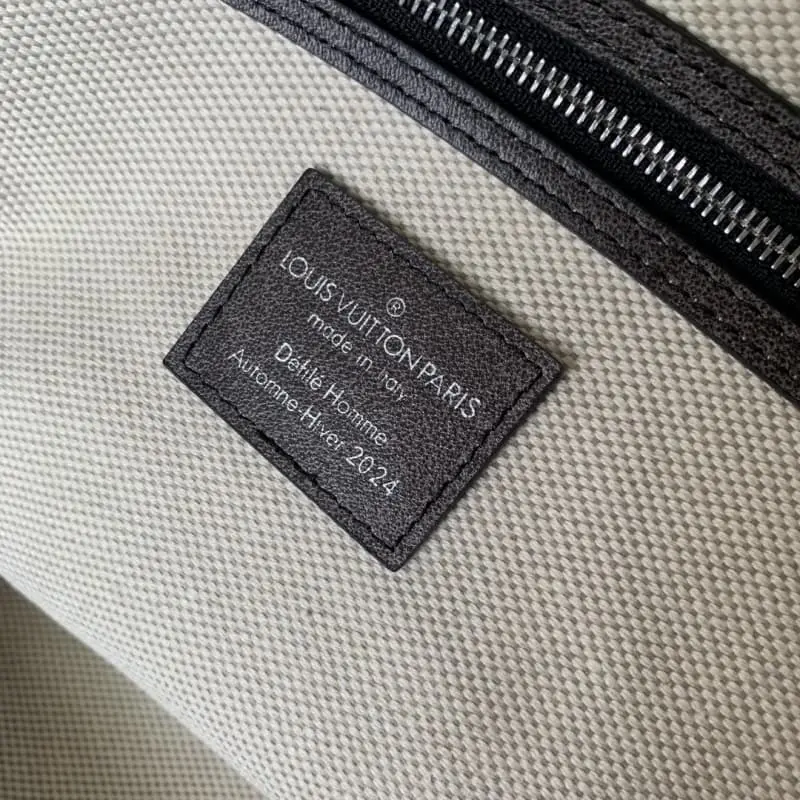 ®
LOUIS VUITTON PARIS
made in Italy
Défilé Homme
Automne-Hiver 2024